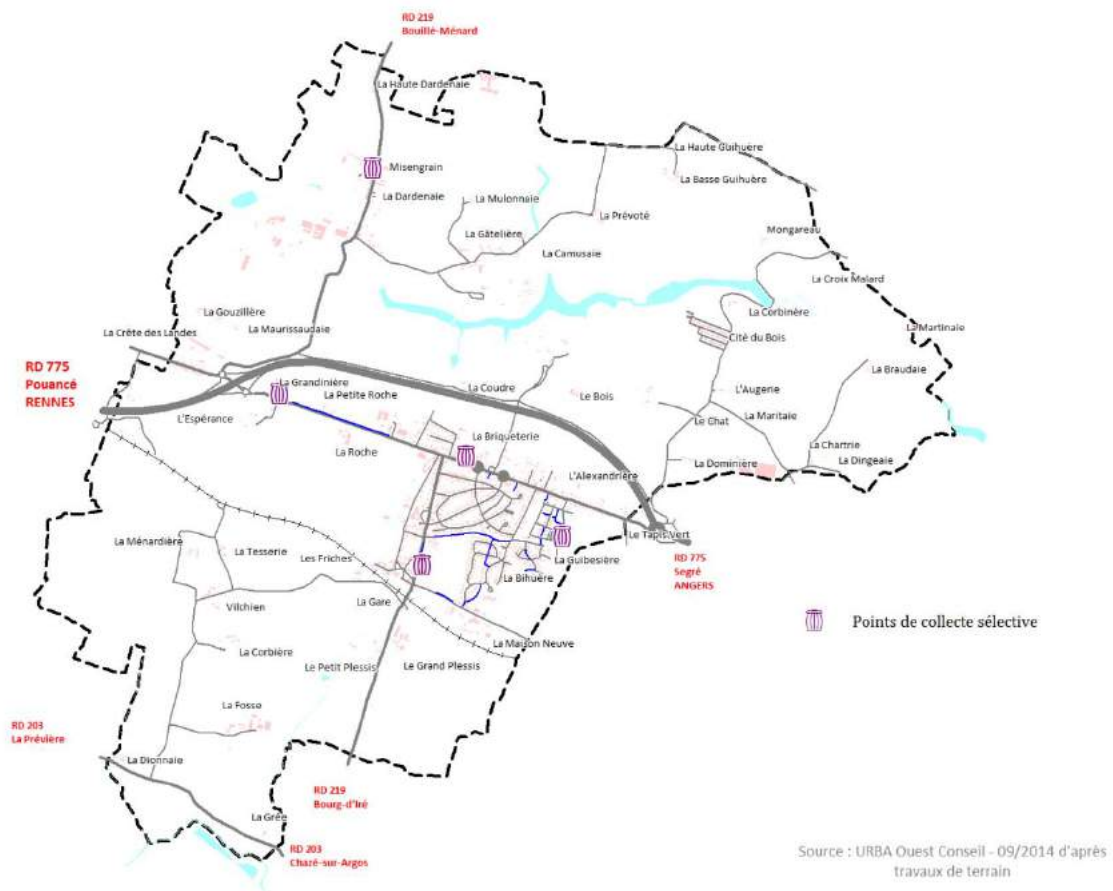 RD 219
Bouillé-Ménard
La Haute Dardenaie
La Haute Guihuère
Misengrain
La Basse Guihuère
La Dardenaie
La Mulonnaie
La Prévoté
Mongareau
La Gâtelière
La Camusaie
La Croix Malard
La Gouzillère
La Corbinère
La Crête des Landes
La Maurissaudaie
Cité du Bois
La Martinaie
RD 775
Pouancé
RENNES
La Braudaie
La Grandinière
La Coudre
L'Augerie
La Petite Roche
Le Bois
L'Espérance
La Maritaie
Le Chat
La Briqueterie
La Roche
La Chartrie
La Dominière
La Dingeaie
L'Alexandrière
Le Tapis Vert
La Ménardière
La Tesserie
Les Friches
La Guibesière
RD 775
Segré
ANGERS
La Bihuère
La Gare
Vilchien
Points de collecte sélective
La Maison Neuve
La Corbière
Le Petit Plessis
Le Grand Plessis
La Fosse
RD 203
La Prévière
La Dionnaie
RD 219
Bourg-d'Iré
La Grée
RD 203
Chazé-sur-Argos
Source : URBA Ouest Conseil - 09/2014 d'après
travaux de terrain